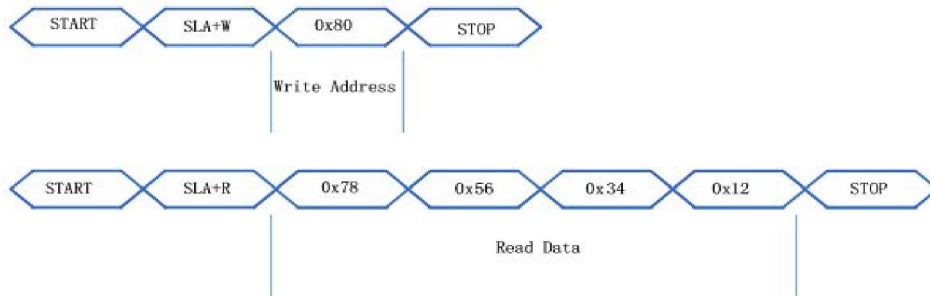 START SLA+W 0x80 STOP
Write Address
START SLA+R 0x78 0x56 0x34 0x12 STOP
Read Data